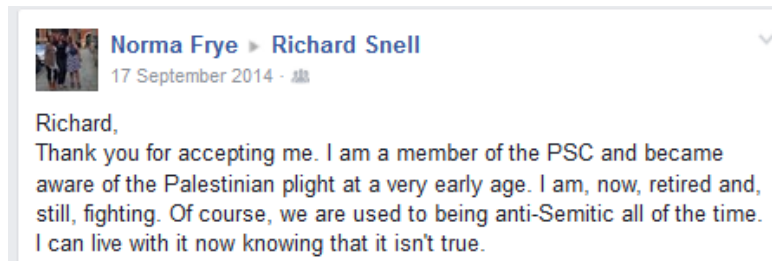 Norma Frye ▸ Richard Snell
17 September 2014 ·
Richard,
Thank you for accepting me. I am a member of the PSC and became
aware of the Palestinian plight at a very early age. I am, now, retired and,
still, fighting. Of course, we are used to being anti-Semitic all of the time.
I can live with it now knowing that it isn't true.